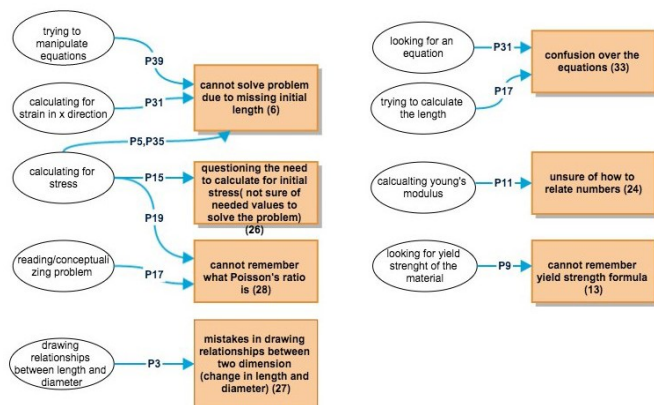 trying to
manipulate
equations
P39
calculating for
strain in x direction
P31
cannot solve problem
due to missing initial
length (6)
P5,P35
calculating for
stress
P15
questioning the need
to calculate for initial
stress( not sure of
needed values to
solve the problem)
(26)
P19
reading/conceptuali
zing problem
P17
cannot remember
what Poisson's ratio
is (28)
drawing
relationships
between length and
diameter
P3
mistakes in drawing
relationships between
two dimension
(change in length and
diameter) (27)
looking for an
equation
P31
confusion over the
equations (33)
trying to calculate
the length
P17
calcualting young's
modulus
P11
unsure of how to
relate numbers (24)
looking for yield
strenght of the
material
P9
cannot remember
yield strength formula
(13)